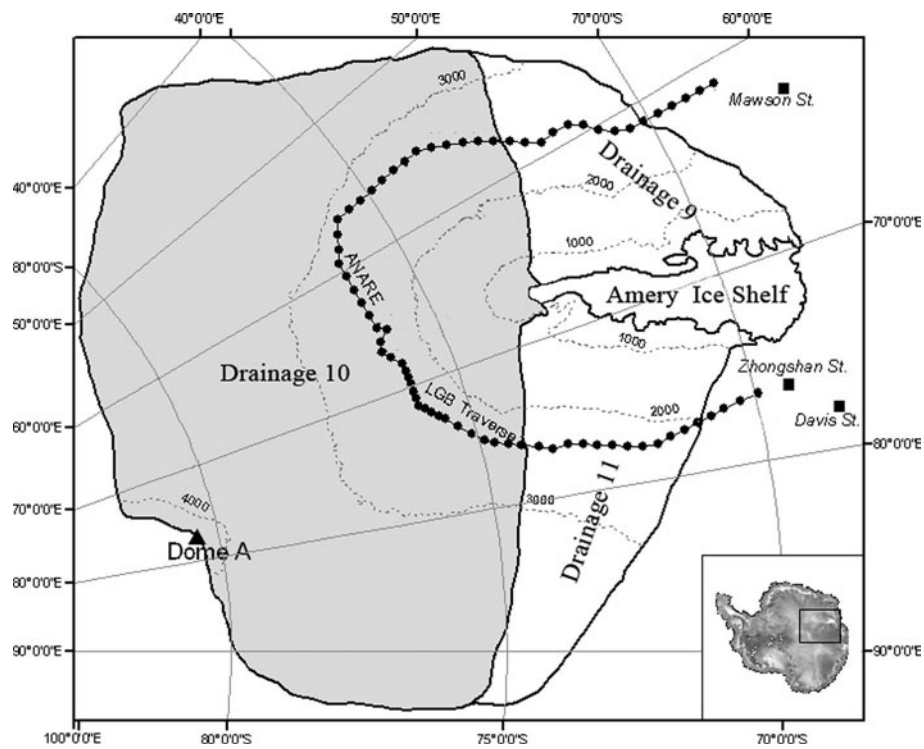 40°0'0"E
50°0'0"E
70°0'0"S
60°0'0"E
3000
Mawson St.
Drainage 9
2000
40°0'0"E
70°0'0"E
1000
80°0'0"S
ANARE
Amery Ice Shelf
50°0'0"E
1000
Zhongshan St.
Drainage 10
LGB Traverse
2000
Davis St.
60°0'0"E
80°0'0"E
Drainage 11
4000
3000
70°0'0"E
Dome A
80°0'0"E
90°0'0"E
90°0'0"E
100°0'0"E
80°0'0"S
75°0'0"S
70°0'0"S